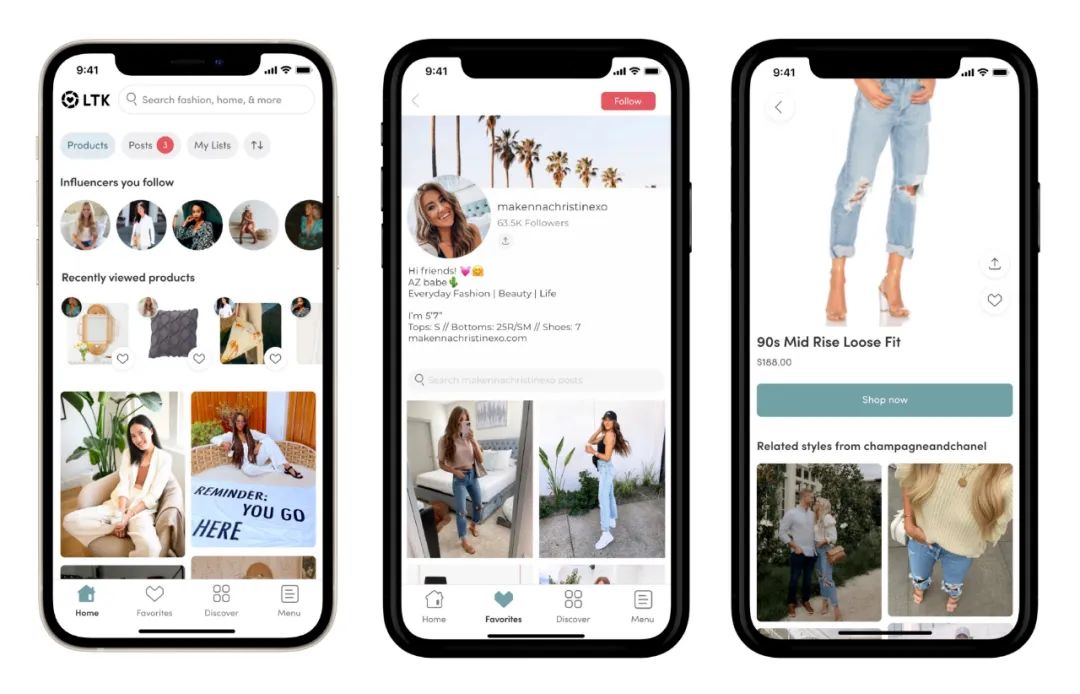 9:41
LTK
Search fashion, home, & more
Products
Posts 3
My Lists
Influencers you follow
Recently viewed products
REMINDER:
YOU GO
HERE
Home
Favorites
Discover
Menu
9:41
Follow
makennachristinexo
63.5K Followers
Hi friends! 💓🤗
AZ babe🌵
Everyday Fashion | Beauty | Life
I'm 5'7"
Tops: S // Bottoms: 25R/SM // Shoes: 7
makennachristinexo.com
Search makennachristinexo posts
Home
Favorites
Discover
Menu
9:41
90s Mid Rise Loose Fit
$188.00
Shop now
Related styles from champagneandchanel